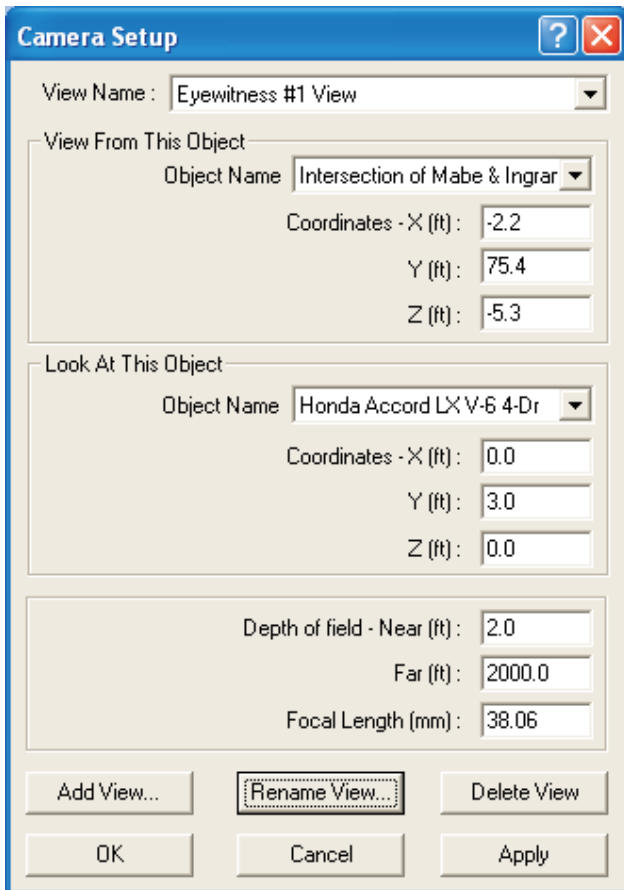 Camera Setup
View Name : Eyewitness #1 View
View From This Object
Object Name Intersection of Mabe & Ingrar
Coordinates - X (ft) : -2.2
Y (ft) : 75.4
Z (ft) : -5.3
Look At This Object
Object Name Honda Accord LX V-6 4-Dr
Coordinates - X (ft) : 0.0
Y (ft) : 3.0
Z (ft) : 0.0
Depth of field - Near (ft) : 2.0
Far (ft) : 2000.0
Focal Length (mm) : 38.06
Add View... Rename View... Delete View
OK Cancel Apply